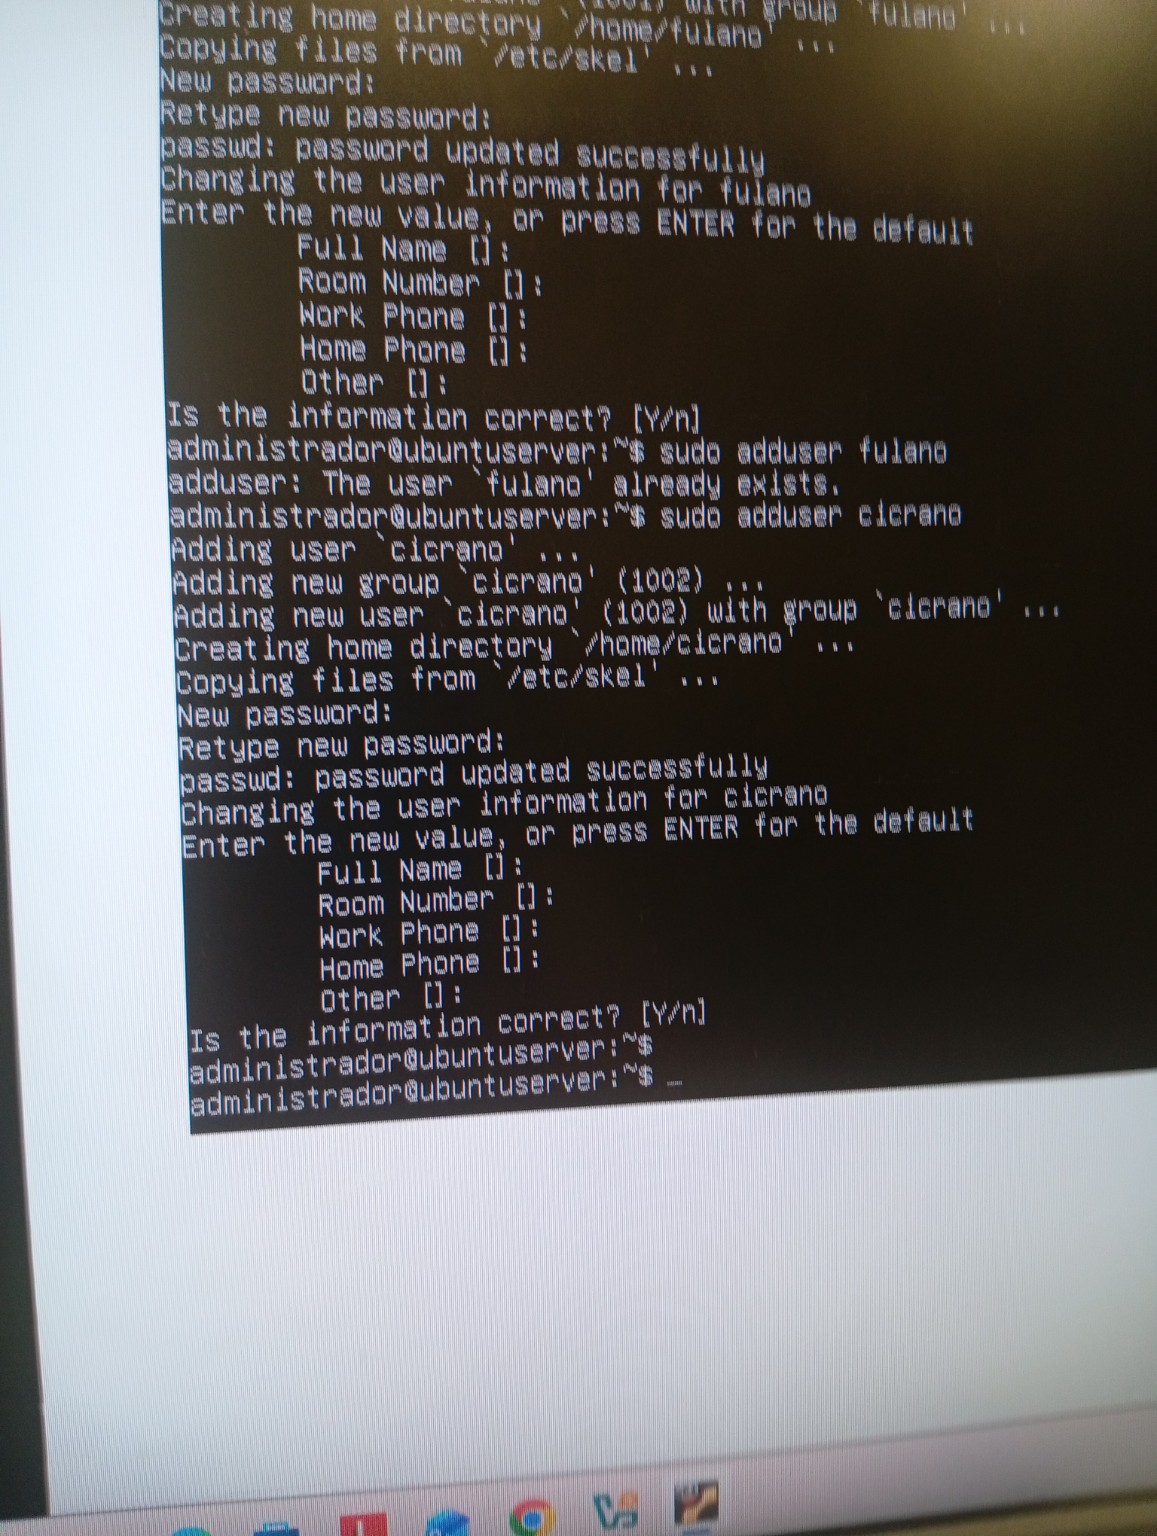 (1001) with group `fulano' ...
Creating home directory `/home/fulano' ...
Copying files from `/etc/skel' ...
New password:
Retype new password:
passwd: password updated successfully
Changing the user information for fulano
Enter the new value, or press ENTER for the default
Full Name []:
Room Number []:
Work Phone []:
Home Phone []:
Other []:
Is the information correct? [Y/n]
administrador@ubuntuserver:~$ sudo adduser fulano
adduser: The user `fulano' already exists.
administrador@ubuntuserver:~$ sudo adduser cicrano
Adding user `cicrano' ...
Adding new group `cicrano' (1002) ...
Adding new user `cicrano' (1002) with group `cicrano' ...
Creating home directory `/home/cicrano' ...
Copying files from `/etc/skel' ...
New password:
Retype new password:
passwd: password updated successfully
Changing the user information for cicrano
Enter the new value, or press ENTER for the default
Full Name []:
Room Number []:
Work Phone []:
Home Phone []:
Other []:
Is the information correct? [Y/n]
administrador@ubuntuserver:~$
administrador@ubuntuserver:~$ _